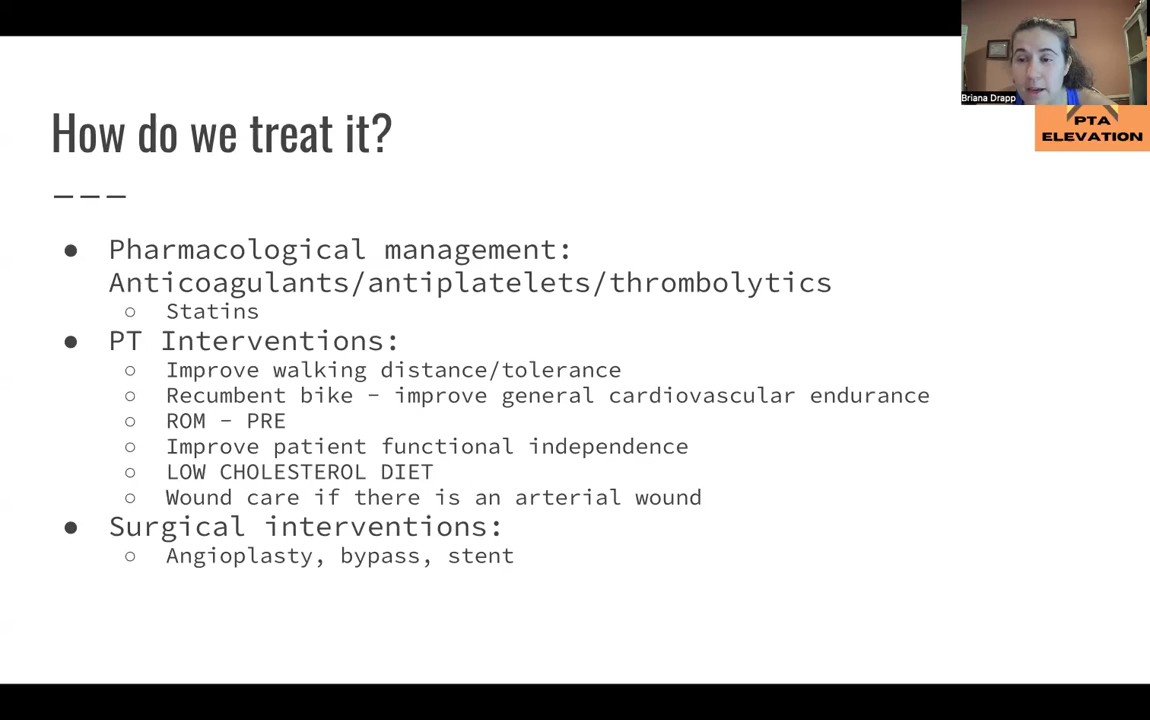 Briana Drapp
PTA
ELEVATION
How do we treat it?
● Pharmacological management:
Anticoagulants/antiplatelets/thrombolytics
○ Statins
● PT Interventions:
○ Improve walking distance/tolerance
○ Recumbent bike - improve general cardiovascular endurance
○ ROM - PRE
○ Improve patient functional independence
○ LOW CHOLESTEROL DIET
○ Wound care if there is an arterial wound
● Surgical interventions:
○ Angioplasty, bypass, stent